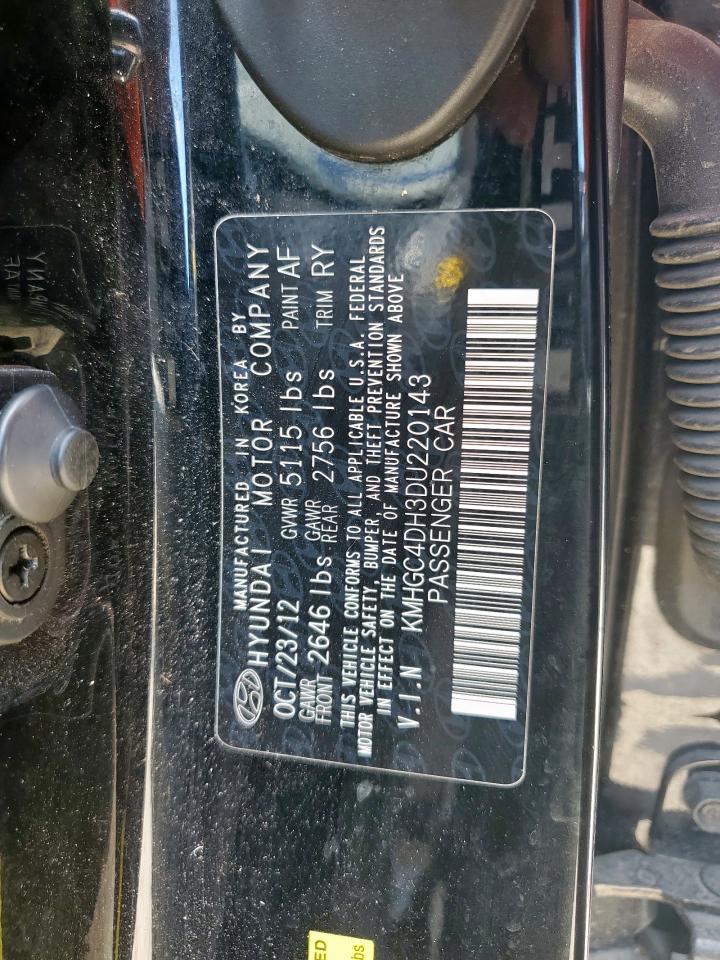 MANUFACTURED IN KOREA BY
HYUNDAI MOTOR COMPANY
OCT/23/12 GVWR 5115 lbs PAINT AF
GAWR FRONT 2646 lbs GAWR REAR 2756 lbs TRIM RY
THIS VEHICLE CONFORMS TO ALL APPLICABLE U.S.A. FEDERAL
MOTOR VEHICLE SAFETY, BUMPER, AND THEFT PREVENTION STANDARDS
IN EFFECT ON THE DATE OF MANUFACTURE SHOWN ABOVE
V.I.N KMHGC4DH3DU220143
PASSENGER CAR
ED
bs